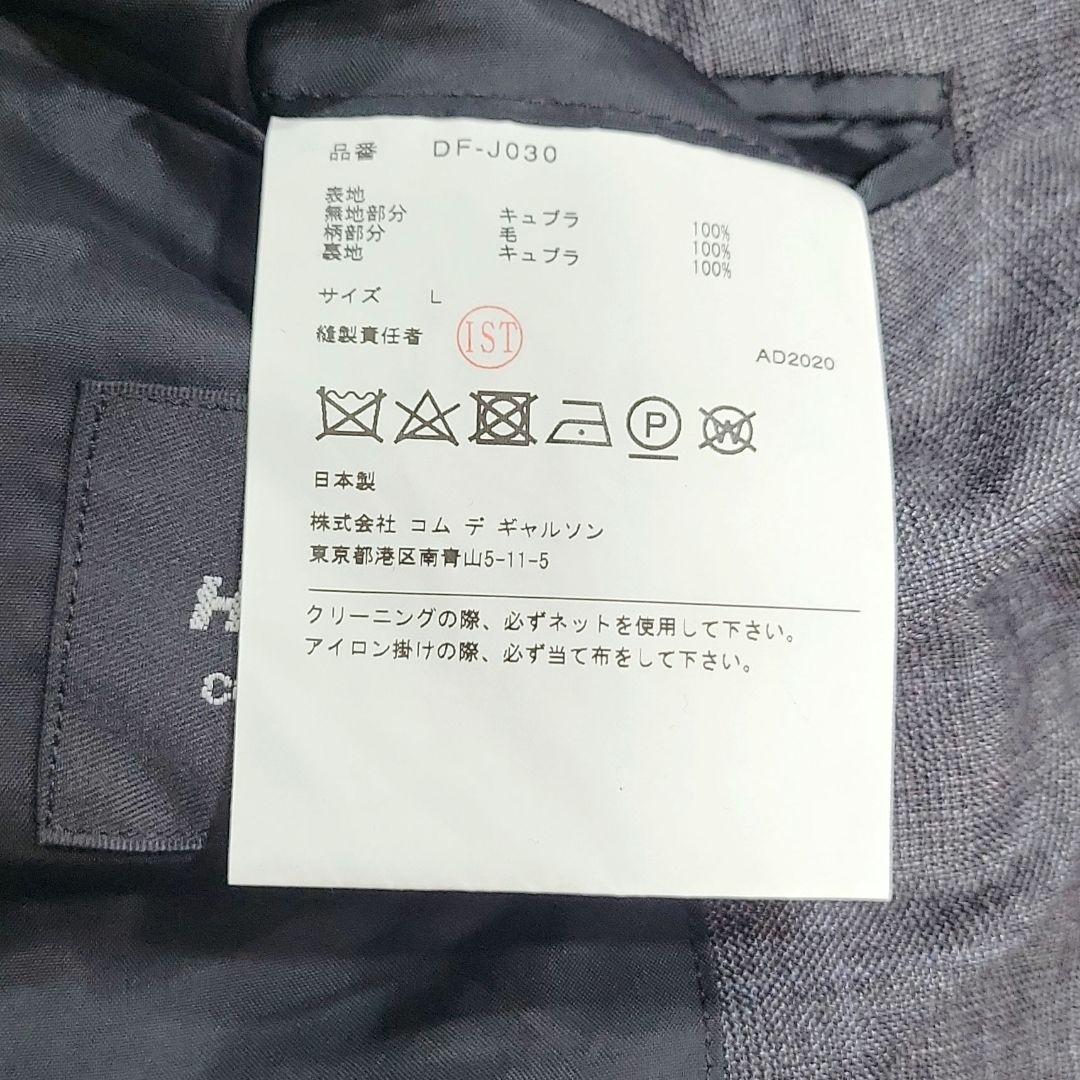 品番 DF-J030
表地
無地部分 キュプラ 100%
柄部分 毛 100%
裏地 キュプラ 100%
サイズ L
縫製責任者 IST
AD2020
P W
日本製
株式会社 コム デ ギャルソン
東京都港区南青山5-11-5
クリーニングの際、必ずネットを使用して下さい。
アイロン掛けの際、必ず当て布をして下さい。
H